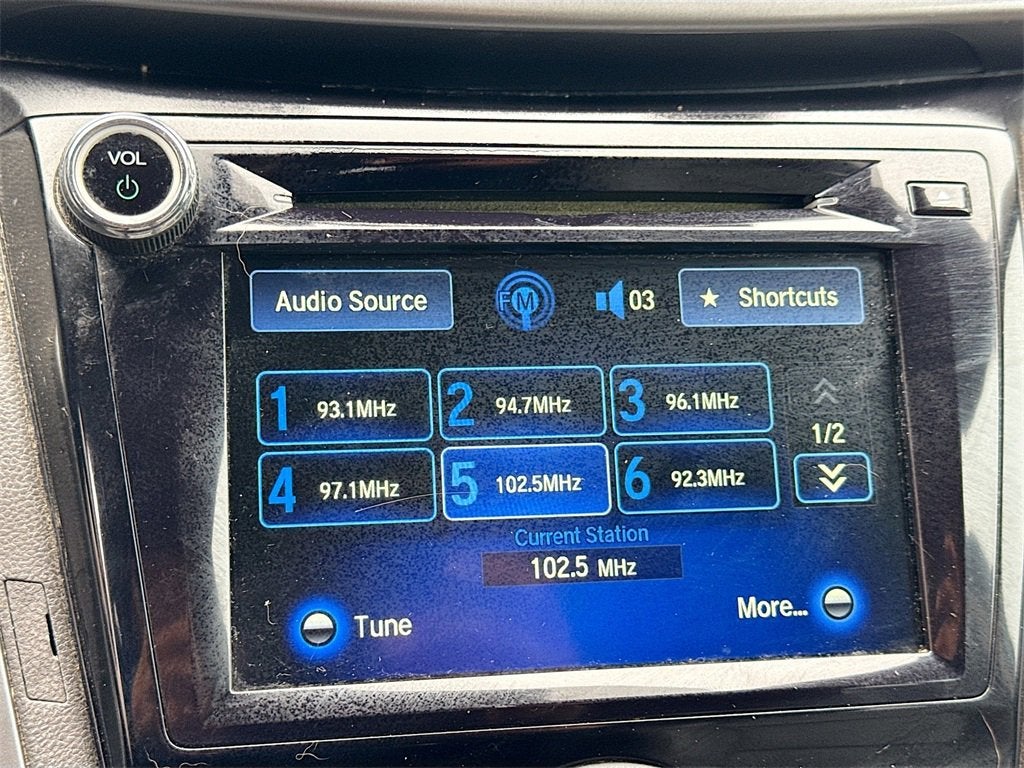 VOL
Audio Source
FM
03
★ Shortcuts
1 93.1MHz
2 94.7MHz
3 96.1MHz
1/2
4 97.1MHz
5 102.5MHz
6 92.3MHz
Current Station
102.5 MHz
Tune
More...